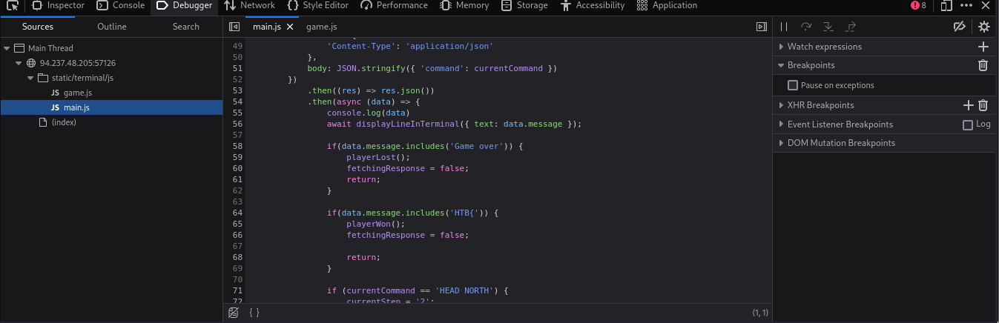 Inspector Console Debugger Network Style Editor Performance Memory Storage Accessibility Application 8
Sources Outline Search
main.js game.js
Main Thread
94.237.48.205:57126
static/terminal/js
JS game.js
JS main.js
(index)
49 'Content-Type': 'application/json'
50 },
51 body: JSON.stringify({ 'command': currentCommand })
52 })
53 .then((res) => res.json())
54 .then(async (data) => {
55 console.log(data)
56 await displayLineInTerminal({ text: data.message });
57
58 if(data.message.includes('Game over')) {
59 playerLost();
60 fetchingResponse = false;
61 return;
62 }
63
64 if(data.message.includes('HTB{')) {
65 playerWon();
66 fetchingResponse = false;
67
68 return;
69 }
70
71 if (currentCommand == 'HEAD NORTH') {
72 currentStep = '2';
{ } (1, 1)
Watch expressions
Breakpoints
Pause on exceptions
XHR Breakpoints
Event Listener Breakpoints Log
DOM Mutation Breakpoints